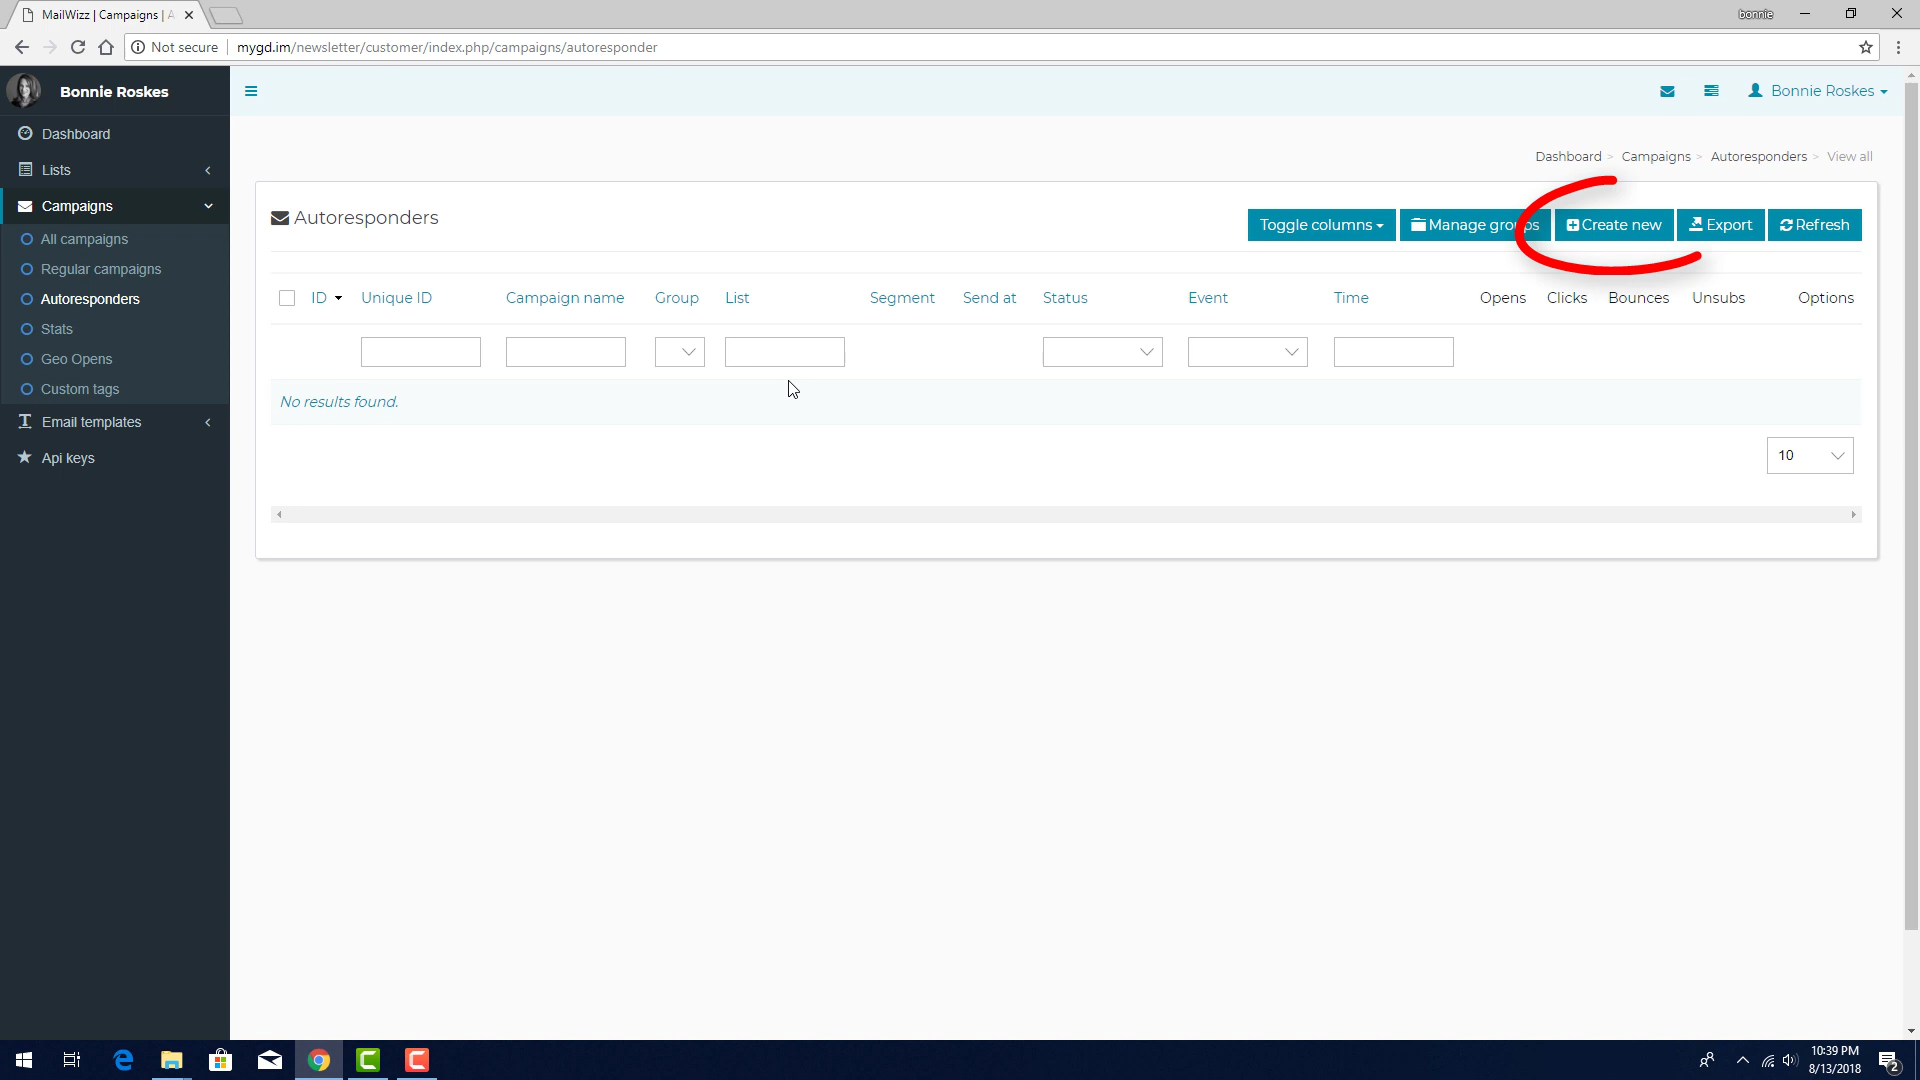 MailWizz | Campaigns | A
bonnie
Not secure
mygd.im/newsletter/customer/index.php/campaigns/autoresponder
Bonnie Roskes
Bonnie Roskes
Dashboard
Lists
Campaigns
All campaigns
Regular campaigns
Autoresponders
Stats
Geo Opens
Custom tags
Email templates
Api keys
Dashboard > Campaigns > Autoresponders > View all
Autoresponders
Toggle columns Manage groups Create new Export Refresh
ID Unique ID Campaign name Group List Segment Send at Status Event Time Opens Clicks Bounces Unsubs Options
No results found.
10
10:39 PM
8/13/2018
2